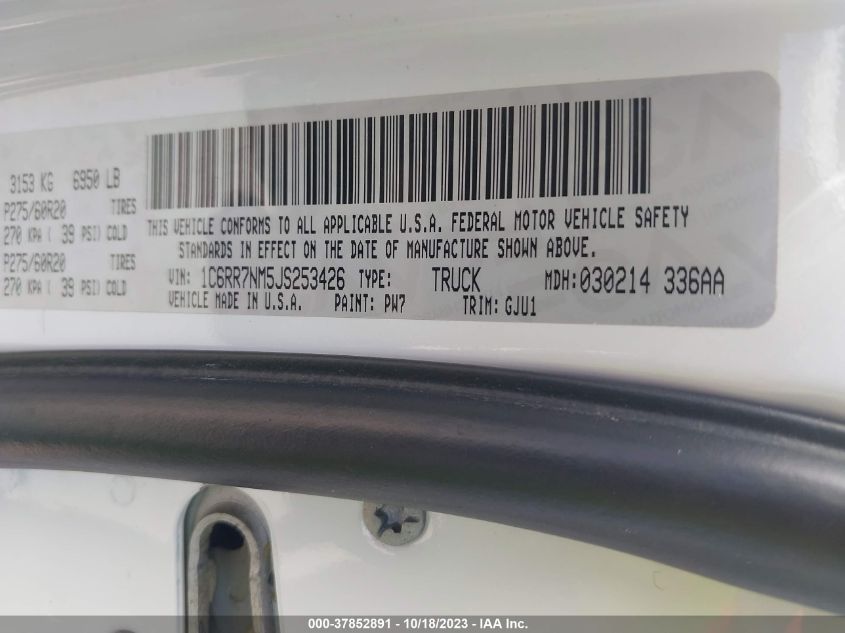 3153 KG 6950 LB
P275/60R20 TIRES
270 KPA ( 39 PSI) COLD
P275/60R20 TIRES
270 KPA ( 39 PSI) COLD
THIS VEHICLE CONFORMS TO ALL APPLICABLE U.S.A. FEDERAL MOTOR VEHICLE SAFETY
STANDARDS IN EFFECT ON THE DATE OF MANUFACTURE SHOWN ABOVE.
VIN: 1C6RR7NM5JS253426 TYPE: TRUCK MDH:030214 336AA
VEHICLE MADE IN U.S.A. PAINT: PW7 TRIM: GJU1
000-37852891 - 10/18/2023 - IAA Inc.